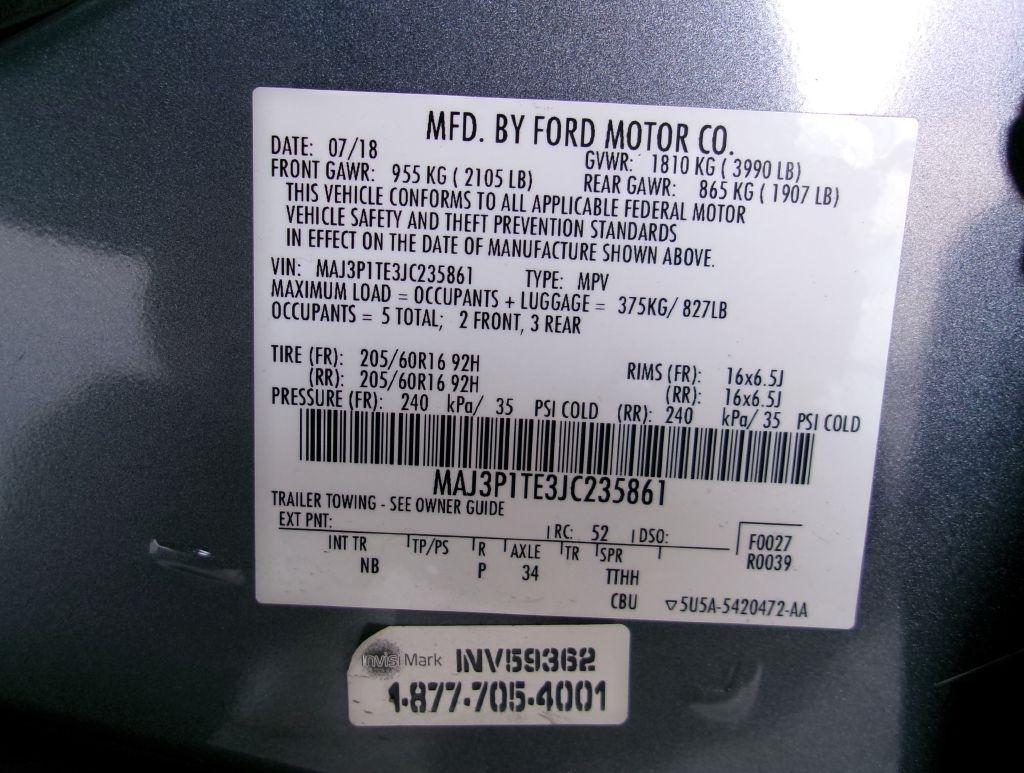 MFD. BY FORD MOTOR CO.
DATE: 07/18 GVWR: 1810 KG ( 3990 LB)
FRONT GAWR: 955 KG ( 2105 LB) REAR GAWR: 865 KG ( 1907 LB)
THIS VEHICLE CONFORMS TO ALL APPLICABLE FEDERAL MOTOR
VEHICLE SAFETY AND THEFT PREVENTION STANDARDS
IN EFFECT ON THE DATE OF MANUFACTURE SHOWN ABOVE.
VIN: MAJ3P1TE3JC235861 TYPE: MPV
MAXIMUM LOAD = OCCUPANTS + LUGGAGE = 375KG/ 827LB
OCCUPANTS = 5 TOTAL; 2 FRONT, 3 REAR
TIRE (FR): 205/60R16 92H RIMS (FR): 16x6.5J
(RR): 205/60R16 92H (RR): 16x6.5J
PRESSURE (FR): 240 kPa/ 35 PSI COLD (RR): 240 kPa/ 35 PSI COLD
MAJ3P1TE3JC235861
TRAILER TOWING - SEE OWNER GUIDE
EXT PNT: RC: 52 DSO: F0027
INT TR TP/PS R AXLE TR SPR R0039
NB P 34 TTHH
CBU ▽5U5A-5420472-AA
InvisiMark INV59362
1-877-705-4001